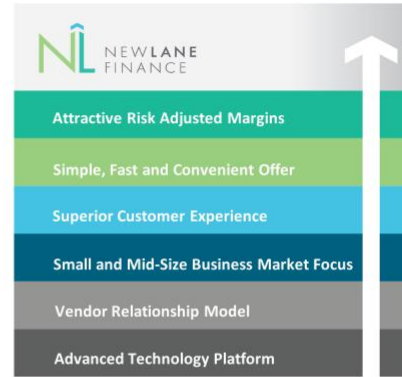 NL NEWLANE
FINANCE
Attractive Risk Adjusted Margins
Simple, Fast and Convenient Offer
Superior Customer Experience
Small and Mid-Size Business Market Focus
Vendor Relationship Model
Advanced Technology Platform